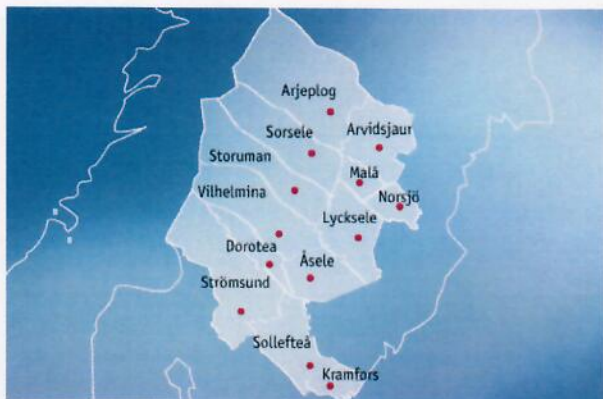 Arjeplog
Arvidsjaur
Sorsele
Storuman
Malå
Vilhelmina
Norsjö
Lycksele
Dorotea
Åsele
Strömsund
Sollefteå
Kramfors